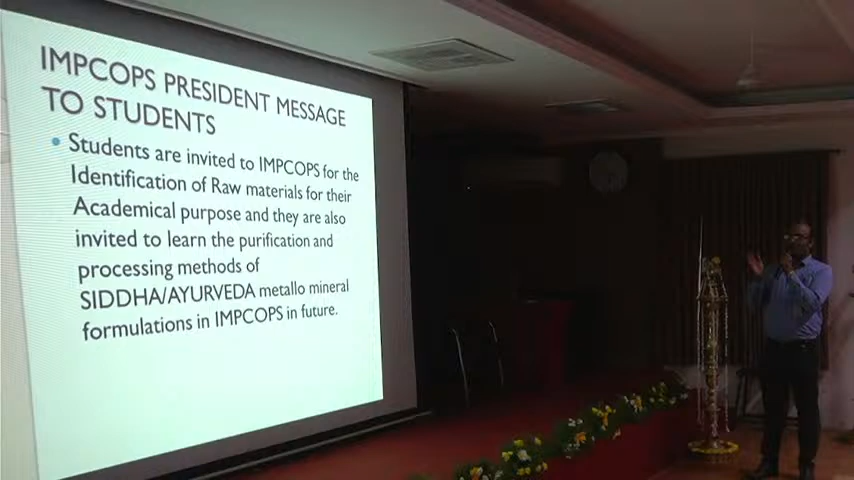 IMPCOPS PRESIDENT MESSAGE
TO STUDENTS
• Students are invited to IMPCOPS for the
Identification of Raw materials for their
Academical purpose and they are also
invited to learn the purification and
processing methods of
SIDDHA/AYURVEDA metallo mineral
formulations in IMPCOPS in future.